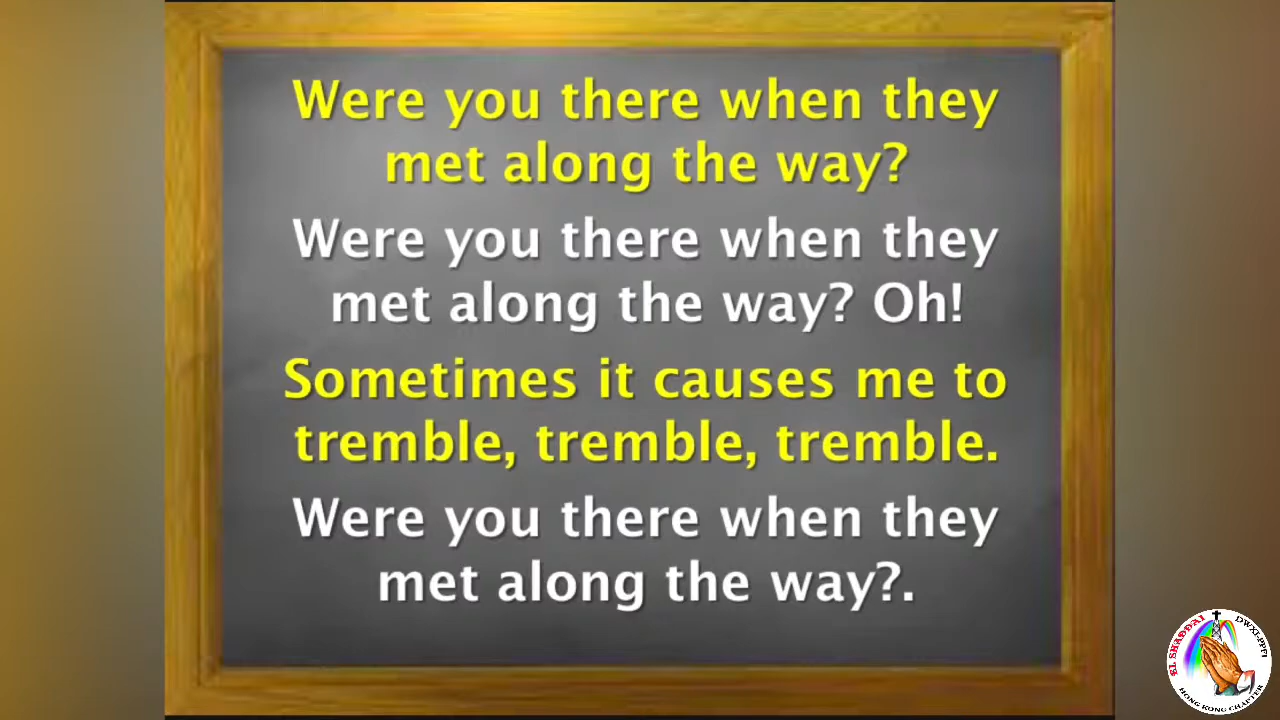 Were you there when they
met along the way?
Were you there when they
met along the way? Oh!
Sometimes it causes me to
tremble, tremble, tremble.
Were you there when they
met along the way?.
EL SHADDAI
DWXI-PPFI
HONG KONG CHAPTER